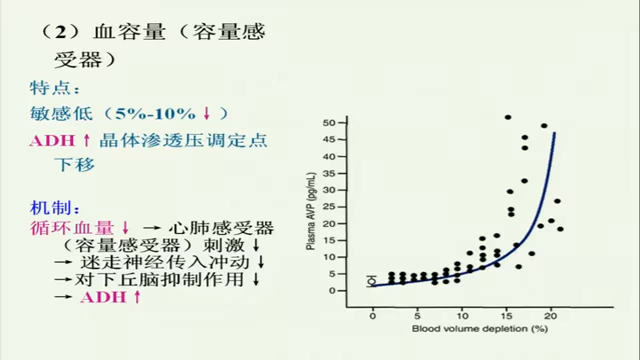 （2）血容量（容量感
受器）
特点：
敏感低（5%-10%↓）
ADH↑晶体渗透压调定点
下移
机制：
循环血量↓ → 心肺感受器
（容量感受器）刺激↓
→ 迷走神经传入冲动↓
→对下丘脑抑制作用↓
→ ADH↑
Plasma AVP (pg/mL)
50
45
40
35
30
25
20
15
10
5
0
0 5 10 15 20
Blood volume depletion (%)